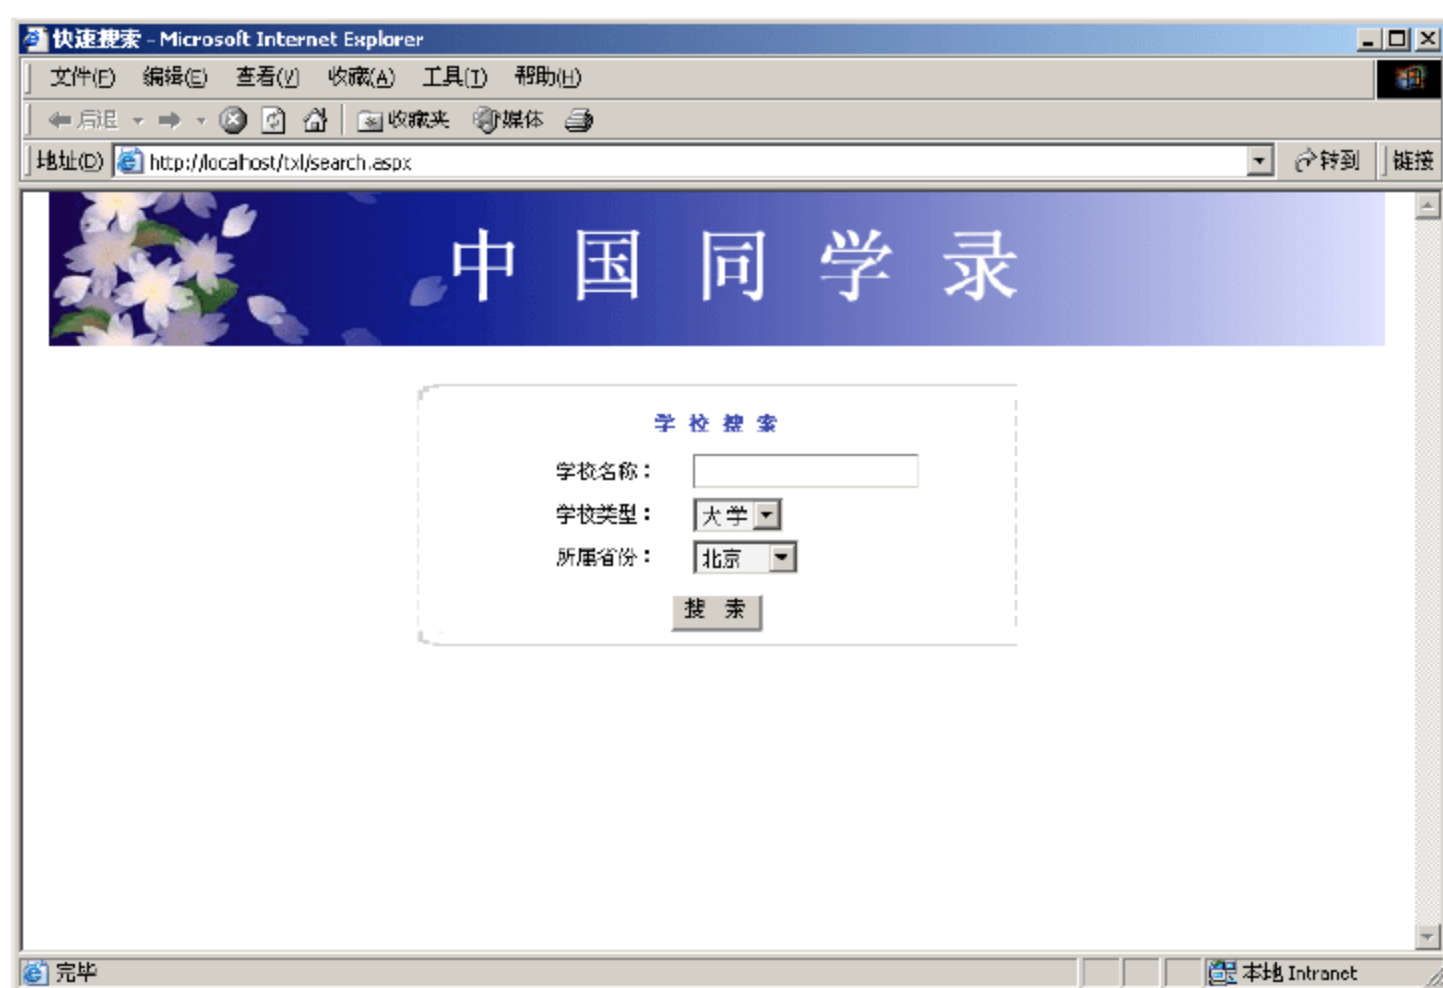 快速搜索 - Microsoft Internet Explorer
文件(F) 编辑(E) 查看(V) 收藏(A) 工具(T) 帮助(H)
后退 收藏夹 媒体
地址(D) http://localhost/txl/search.aspx 转到 链接
中国同学录
学校搜索
学校名称：
学校类型： 大学
所属省份： 北京
搜 索
完毕 本地 Intranet